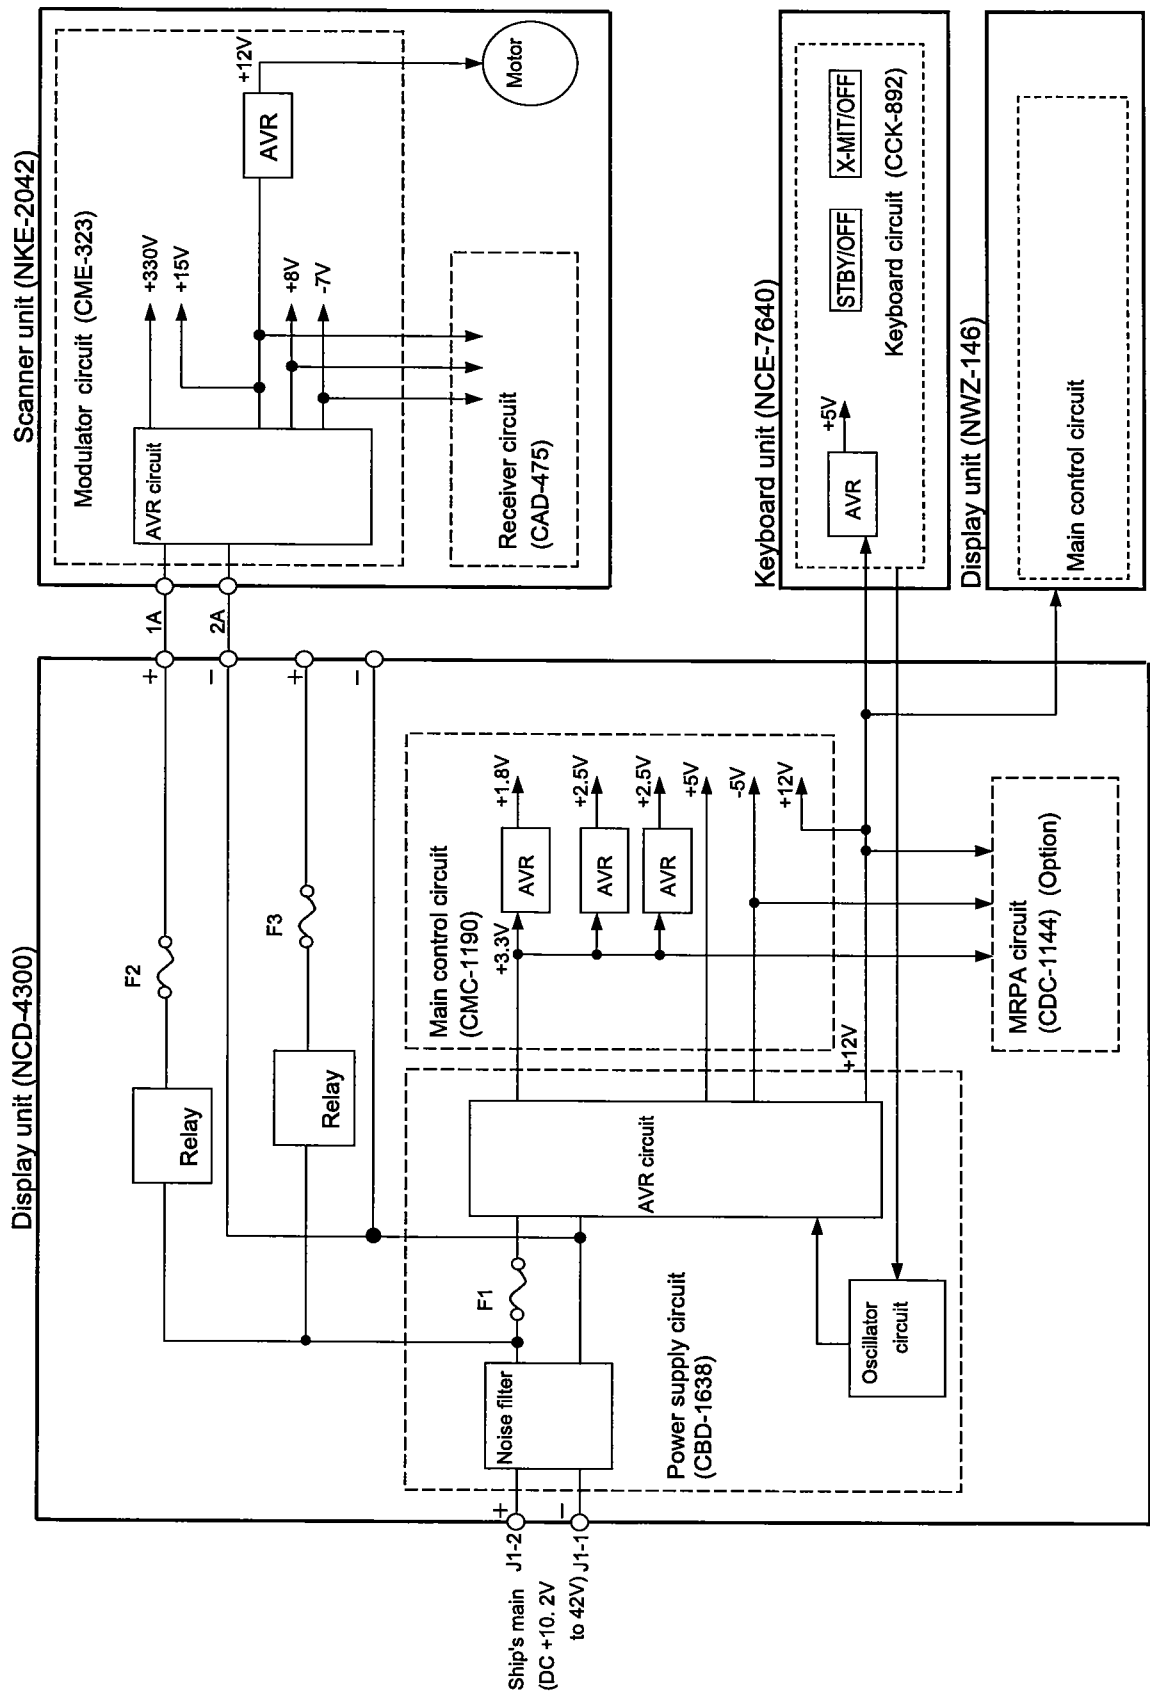 Display unit (NCD-4300)
F2
Relay
F3
Relay
+
−
+
−
1A
2A
Ship's main
(DC +10. 2V
to 42V)
J1-2
J1-1
+
−
Noise filter
F1
AVR circuit
Power supply circuit
(CBD-1638)
Oscillator
circuit
Main control circuit
(CMC-1190)
+3.3V
AVR
+1.8V
AVR
+2.5V
AVR
+2.5V
+5V
-5V
+12V
+12V
MRPA circuit
(CDC-1144) (Option)
Scanner unit (NKE-2042)
Modulator circuit (CME-323)
AVR circuit
+330V
+15V
+8V
-7V
AVR
+12V
Motor
Receiver circuit
(CAD-475)
Keyboard unit (NCE-7640)
AVR
+5V
STBY/OFF
X-MIT/OFF
Keyboard circuit (CCK-892)
Display unit (NWZ-146)
Main control circuit